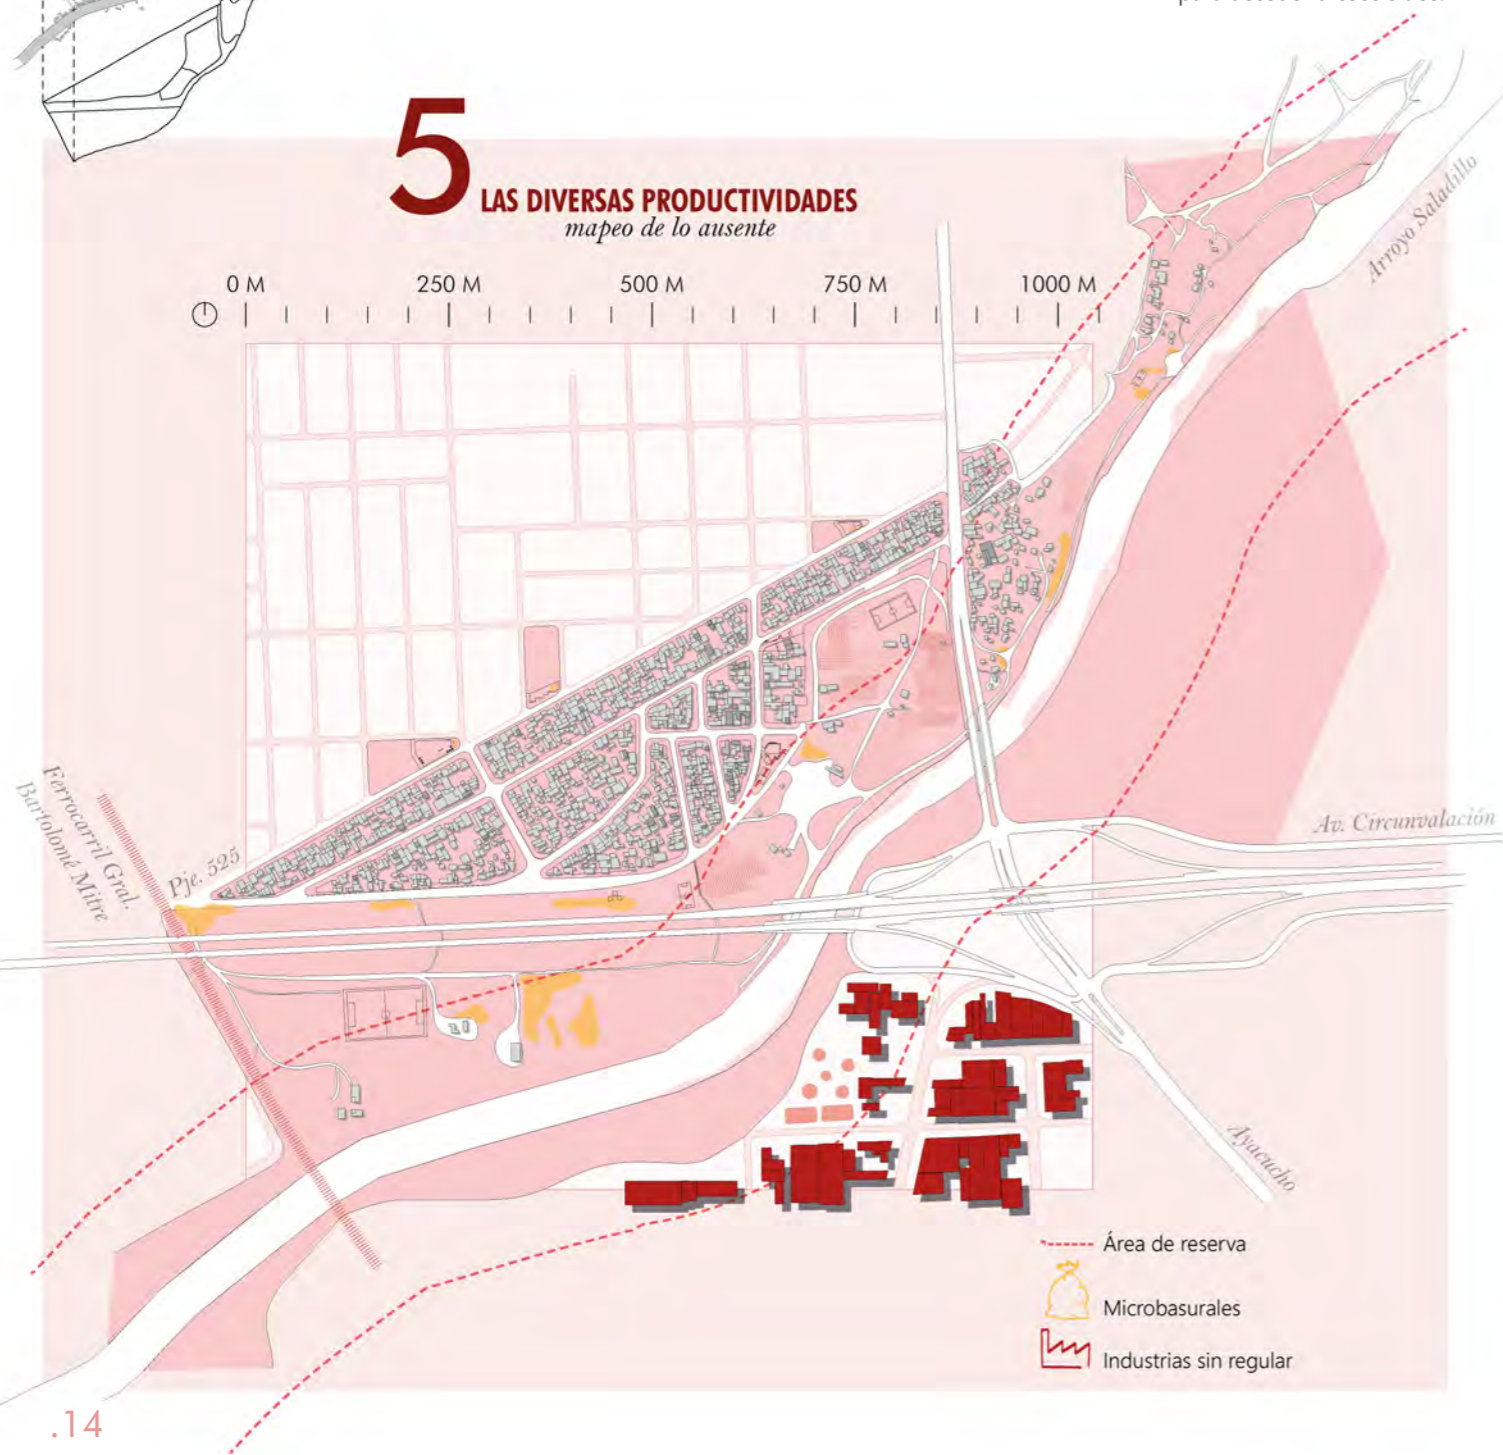 5
LAS DIVERSAS PRODUCTIVIDADES
mapeo de lo ausente
0 M 250 M 500 M 750 M 1000 M
Arroyo Saladillo
Ferrocarril Gral.
Bartolomé Mitre
Pje. 525
Av. Circunvalación
Ayacucho
Área de reserva
Microbasurales
Industrias sin regular
.14